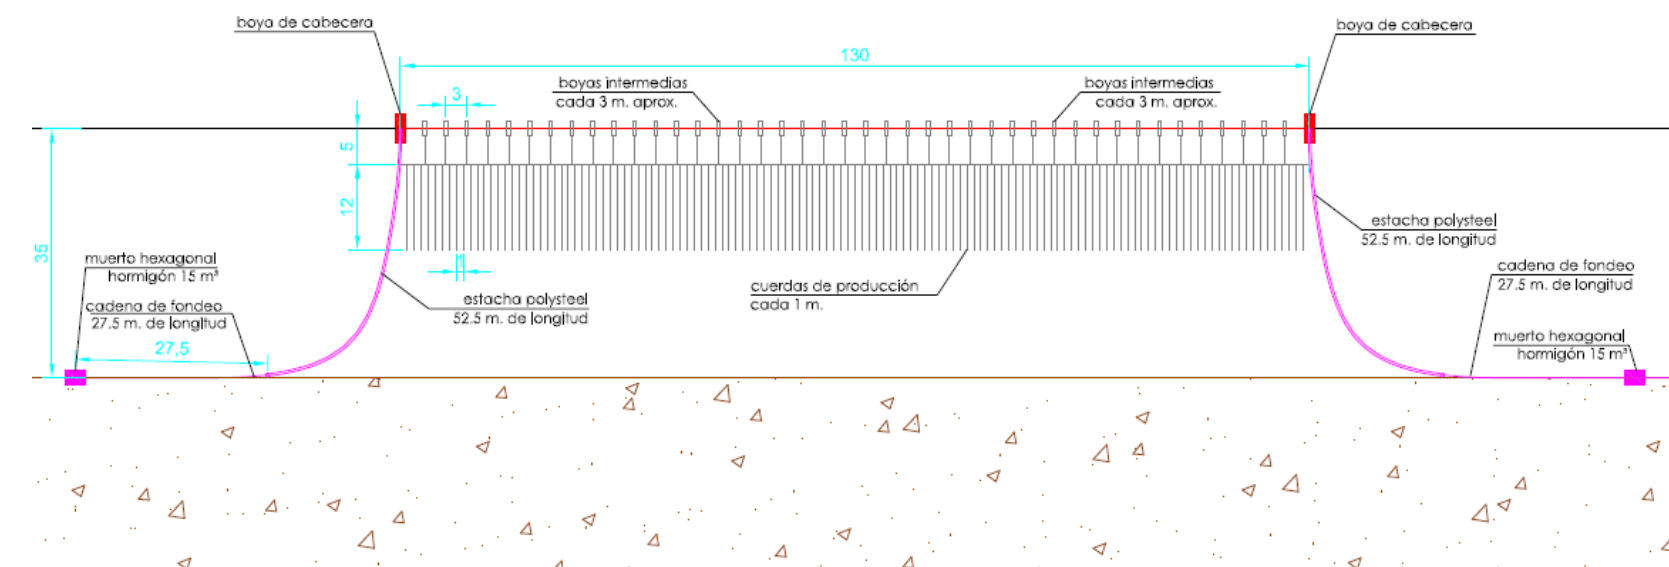 boya de cabecera
boya de cabecera
130
boyas intermedias
cada 3 m. aprox.
boyas intermedias
cada 3 m. aprox.
3
5
12
35
1
estacha polysteel
52.5 m. de longitud
muerto hexagonal
hormigón 15 m³
cadena de fondeo
27.5 m. de longitud
cuerdas de producción
cada 1 m.
estacha polysteel
52.5 m. de longitud
cadena de fondeo
27.5 m. de longitud
27,5
muerto hexagonal
hormigón 15 m³